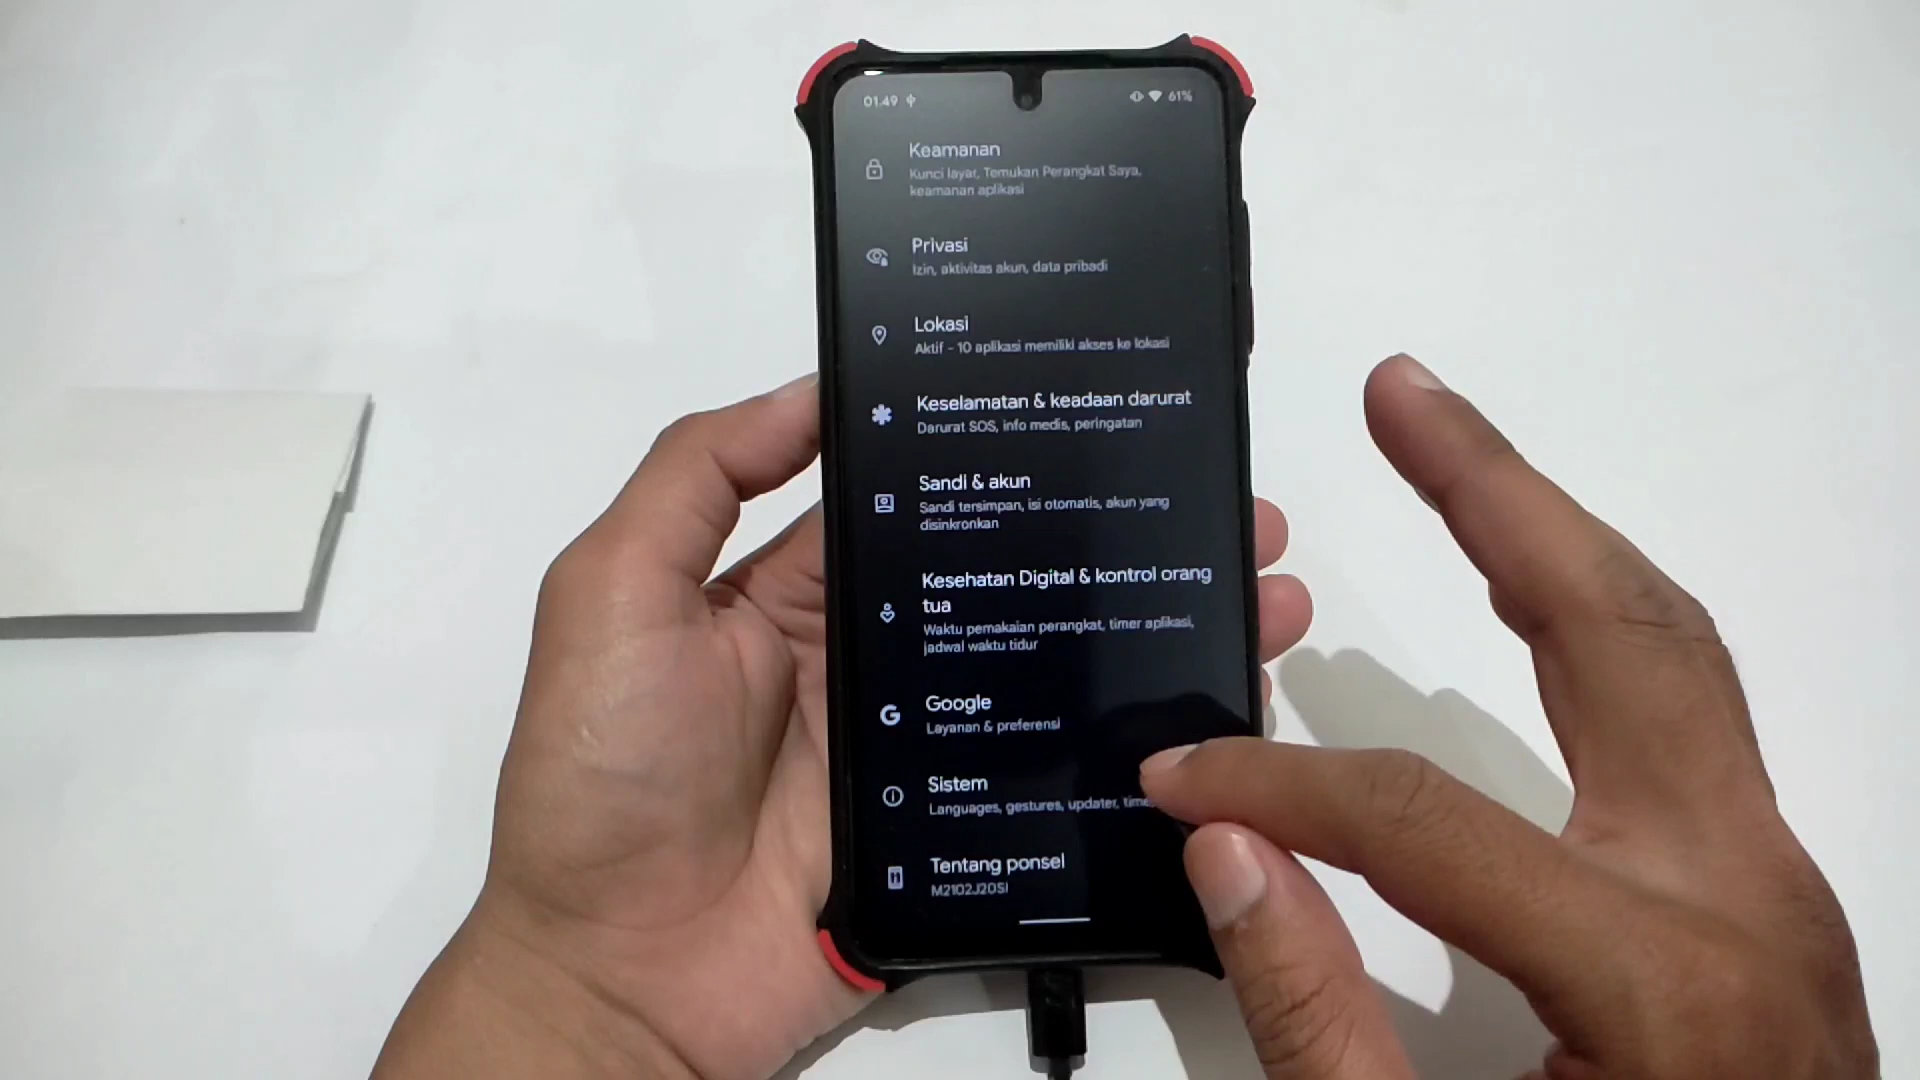 01.49
61%
Keamanan
Kunci layar, Temukan Perangkat Saya,
keamanan aplikasi
Privasi
Izin, aktivitas akun, data pribadi
Lokasi
Aktif - 10 aplikasi memiliki akses ke lokasi
Keselamatan & keadaan darurat
Darurat SOS, info medis, peringatan
Sandi & akun
Sandi tersimpan, isi otomatis, akun yang
disinkronkan
Kesehatan Digital & kontrol orang
tua
Waktu pemakaian perangkat, timer aplikasi,
jadwal waktu tidur
Google
Layanan & preferensi
Sistem
Languages, gestures, updater, time,
Tentang ponsel
M2102J20SI